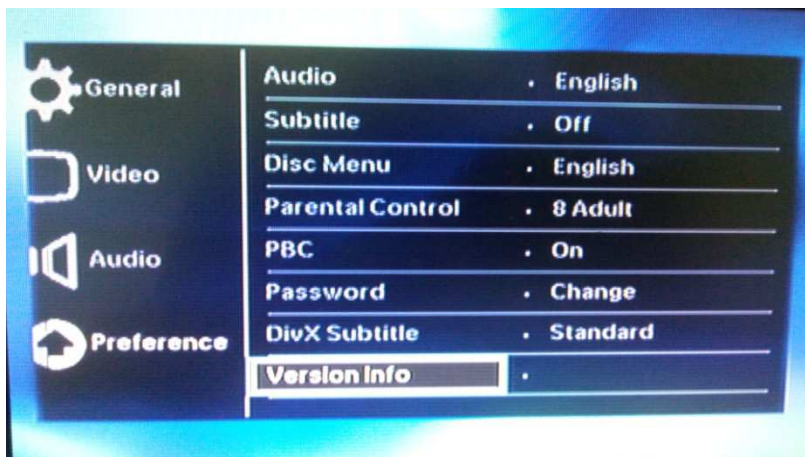 General
Video
Audio
Preference
Audio · English
Subtitle · Off
Disc Menu · English
Parental Control · 8 Adult
PBC · On
Password · Change
DivX Subtitle · Standard
Version Info ·